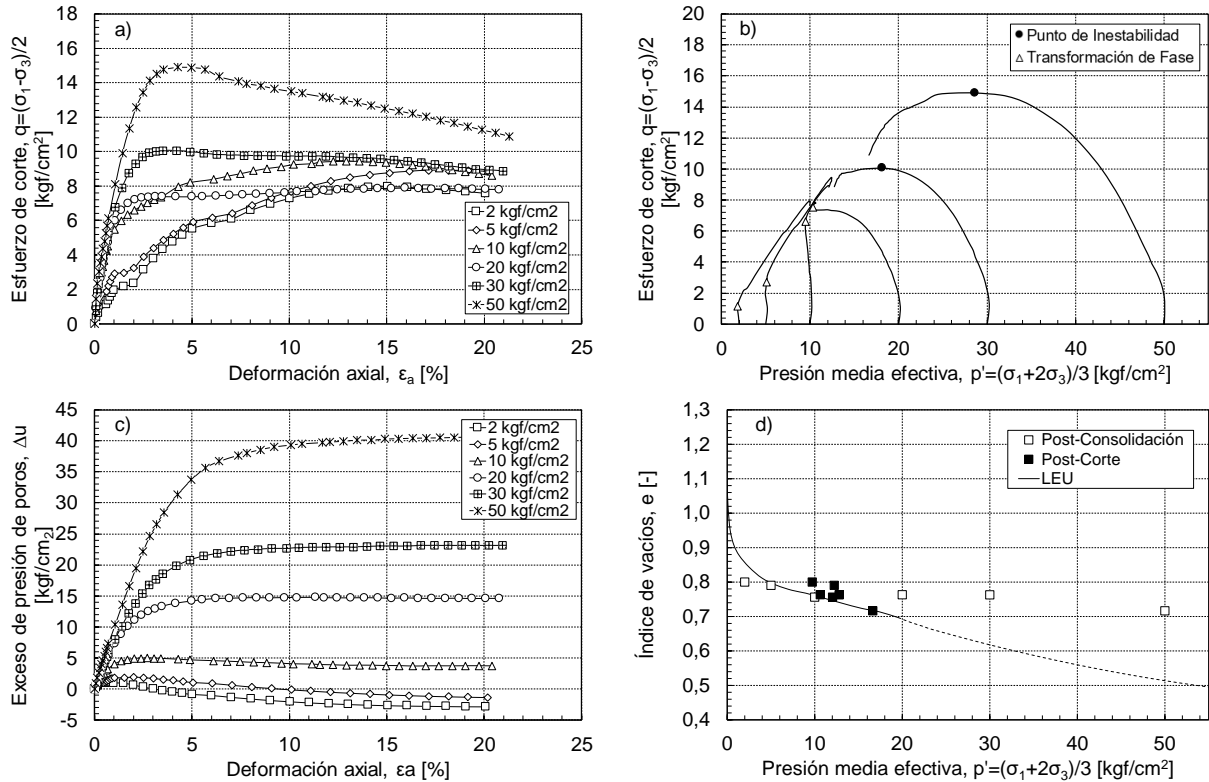 a)
Esfuerzo de corte, q=(σ1-σ3)/2
[kgf/cm²]
18
16
14
12
10
8
6
4
2
0
0 5 10 15 20 25
Deformación axial, εa [%]
2 kgf/cm2
5 kgf/cm2
10 kgf/cm2
20 kgf/cm2
30 kgf/cm2
50 kgf/cm2
b)
Esfuerzo de corte, q=(σ1-σ3)/2
[kgf/cm²]
20
18
16
14
12
10
8
6
4
2
0
0 10 20 30 40 50
Presión media efectiva, p'=(σ1+2σ3)/3 [kgf/cm²]
Punto de Inestabilidad
Transformación de Fase
c)
Exceso de presión de poros, Δu
[kgf/cm2]
45
40
35
30
25
20
15
10
5
0
-5
0 5 10 15 20 25
Deformación axial, εa [%]
2 kgf/cm2
5 kgf/cm2
10 kgf/cm2
20 kgf/cm2
30 kgf/cm2
50 kgf/cm2
d)
Índice de vacíos, e [-]
1,3
1,2
1,1
1,0
0,9
0,8
0,7
0,6
0,5
0,4
0 10 20 30 40 50
Presión media efectiva, p'=(σ1+2σ3)/3 [kgf/cm²]
Post-Consolidación
Post-Corte
LEU